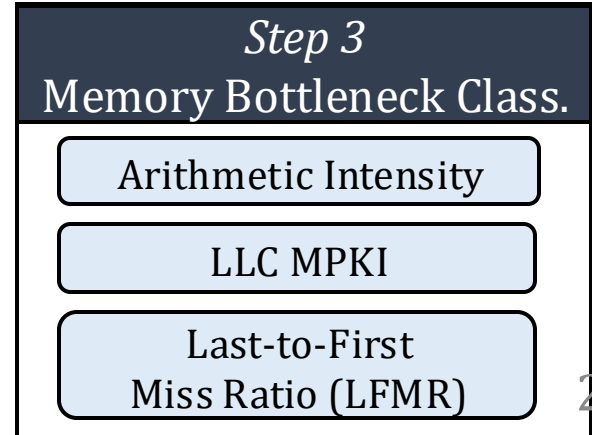 Step 3
Memory Bottleneck Class.
Arithmetic Intensity
LLC MPKI
Last-to-First
Miss Ratio (LFMR)